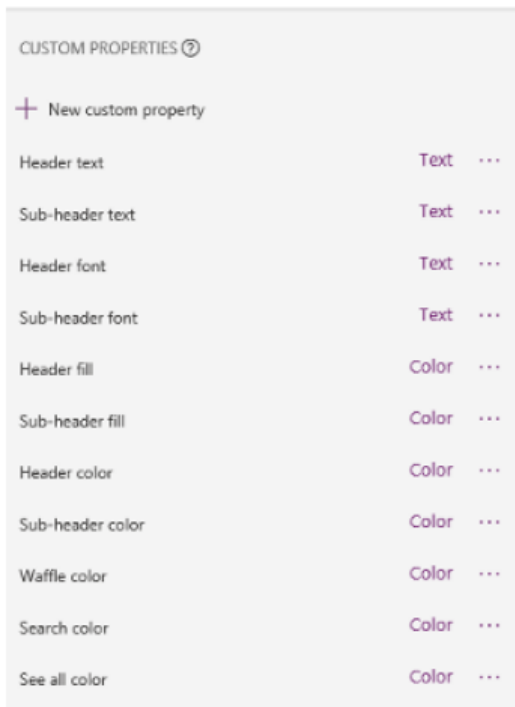 CUSTOM PROPERTIES ?
+ New custom property
Header text Text ...
Sub-header text Text ...
Header font Text ...
Sub-header font Text ...
Header fill Color ...
Sub-header fill Color ...
Header color Color ...
Sub-header color Color ...
Waffle color Color ...
Search color Color ...
See all color Color ...